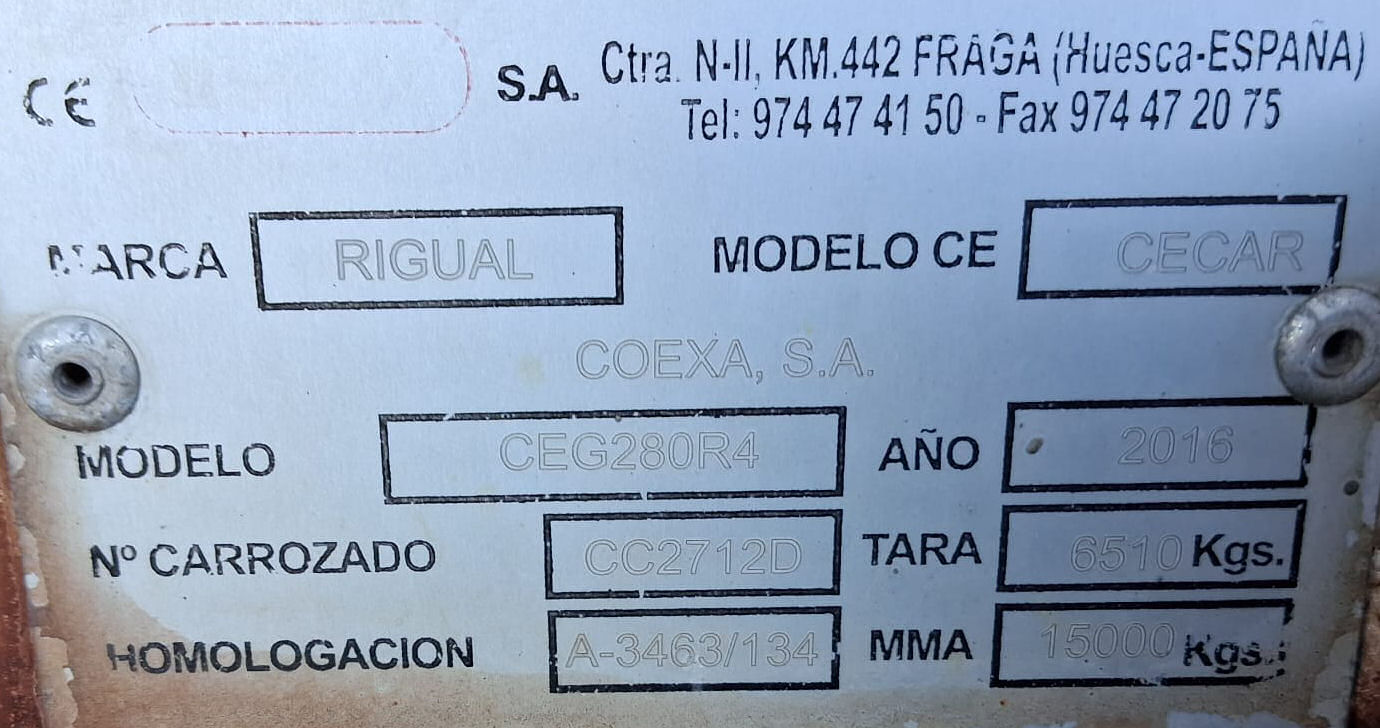 CE S.A. Ctra. N-II, KM.442 FRAGA (Huesca-ESPAÑA)
Tel: 974 47 41 50 - Fax 974 47 20 75
MARCA RIGUAL MODELO CE CECAR
COEXA, S.A.
MODELO CEG280R4 AÑO 2016
Nº CARROZADO CC2712D TARA 6510 Kgs.
HOMOLOGACION A-3463/134 MMA 15000 Kgs.